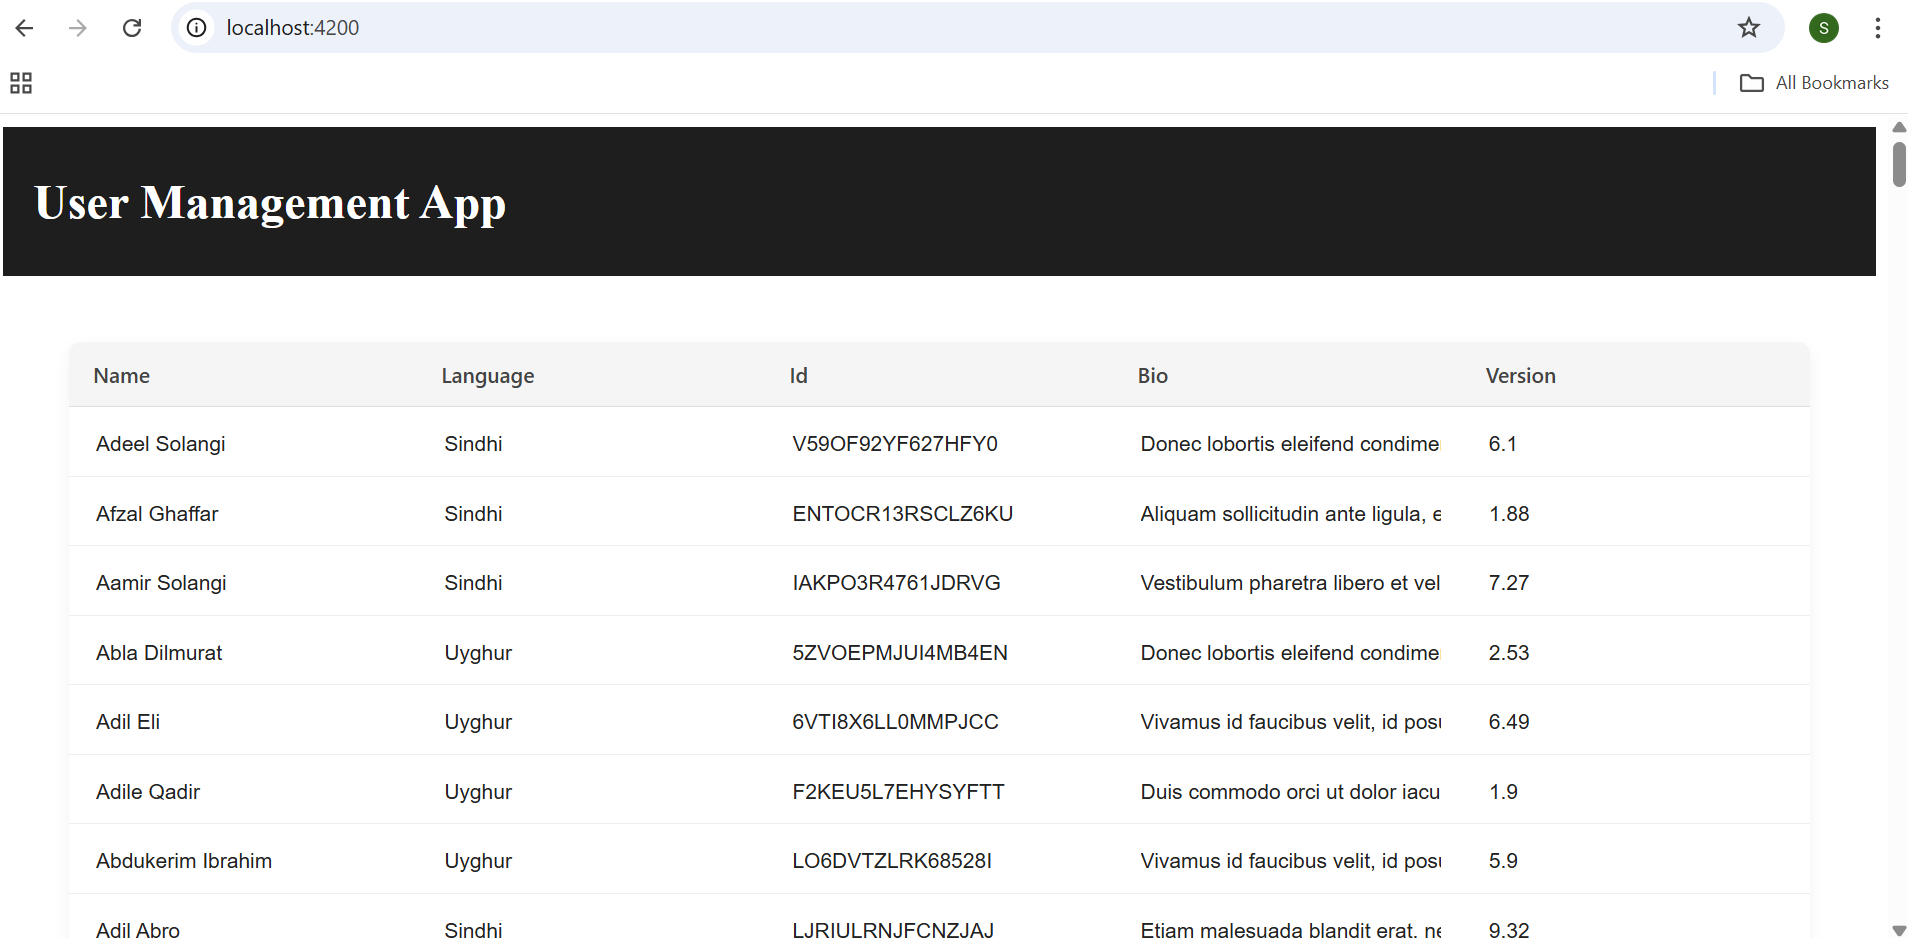 localhost:4200
S
All Bookmarks
User Management App
Name Language Id Bio Version
Adeel Solangi Sindhi V59OF92YF627HFY0 Donec lobortis eleifend condime 6.1
Afzal Ghaffar Sindhi ENTOCR13RSCLZ6KU Aliquam sollicitudin ante ligula, e 1.88
Aamir Solangi Sindhi IAKPO3R4761JDRVG Vestibulum pharetra libero et vel 7.27
Abla Dilmurat Uyghur 5ZVOEPMJUI4MB4EN Donec lobortis eleifend condime 2.53
Adil Eli Uyghur 6VTI8X6LL0MMPJCC Vivamus id faucibus velit, id posu 6.49
Adile Qadir Uyghur F2KEU5L7EHYSYFTT Duis commodo orci ut dolor iacu 1.9
Abdukerim Ibrahim Uyghur LO6DVTZLRK68528I Vivamus id faucibus velit, id posu 5.9
Adil Abro Sindhi LJRIULRNJFCNZJAJ Etiam malesuada blandit erat, ne 9.32